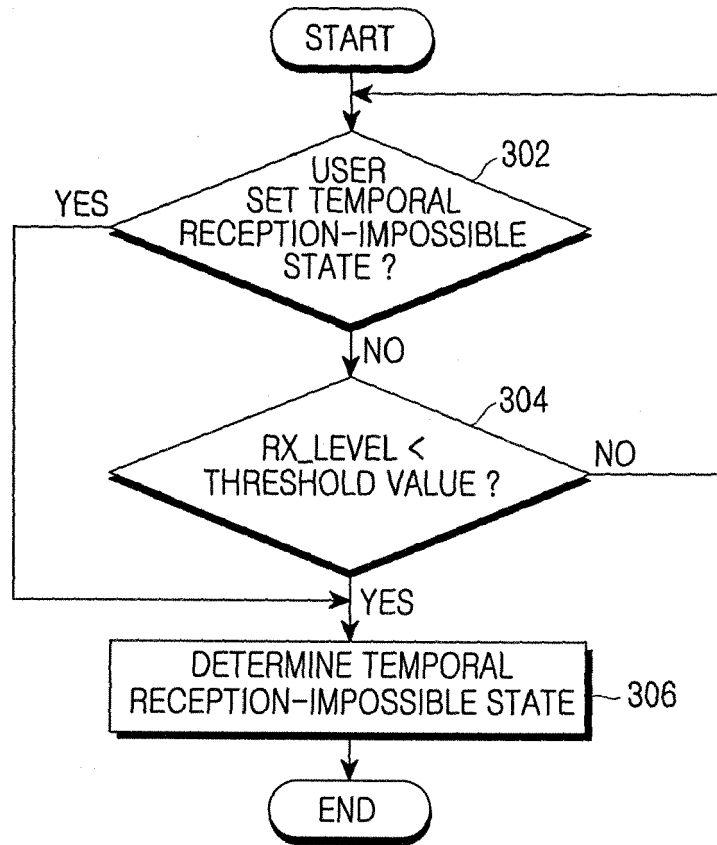 START
302
USER
SET TEMPORAL
RECEPTION-IMPOSSIBLE
STATE ?
YES
NO
304
RX_LEVEL <
THRESHOLD VALUE ?
NO
YES
DETERMINE TEMPORAL
RECEPTION-IMPOSSIBLE STATE
306
END